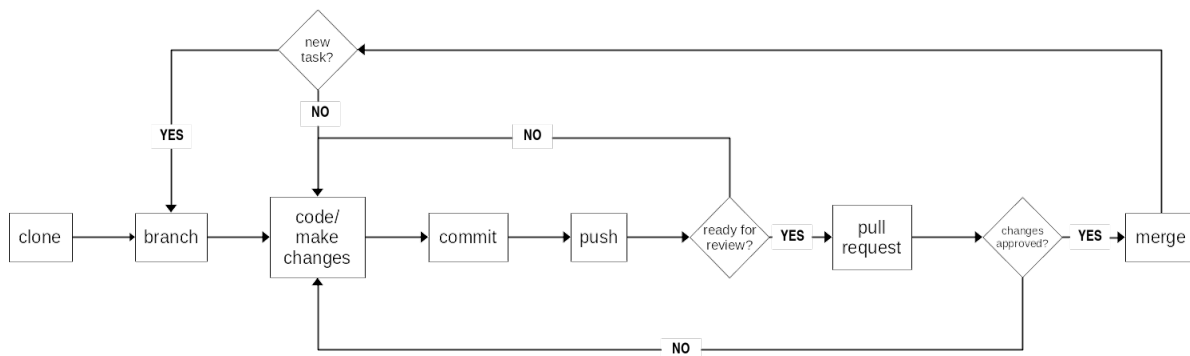 new
task?
NO
YES
NO
clone
branch
code/
make
changes
commit
push
ready for
review?
YES
pull
request
changes
approved?
YES
merge
NO